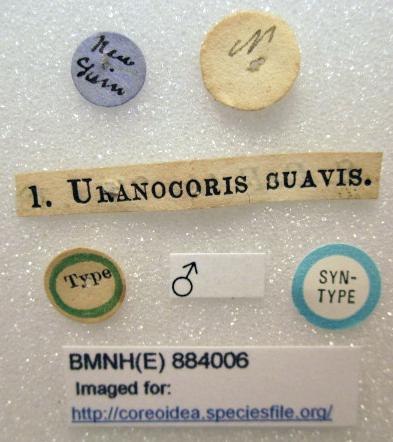 New
Guin
1. URANOCORIS SUAVIS.
Type
♂
SYN-
TYPE
BMNH(E) 884006
Imaged for:
http://coreoidea.speciesfile.org/